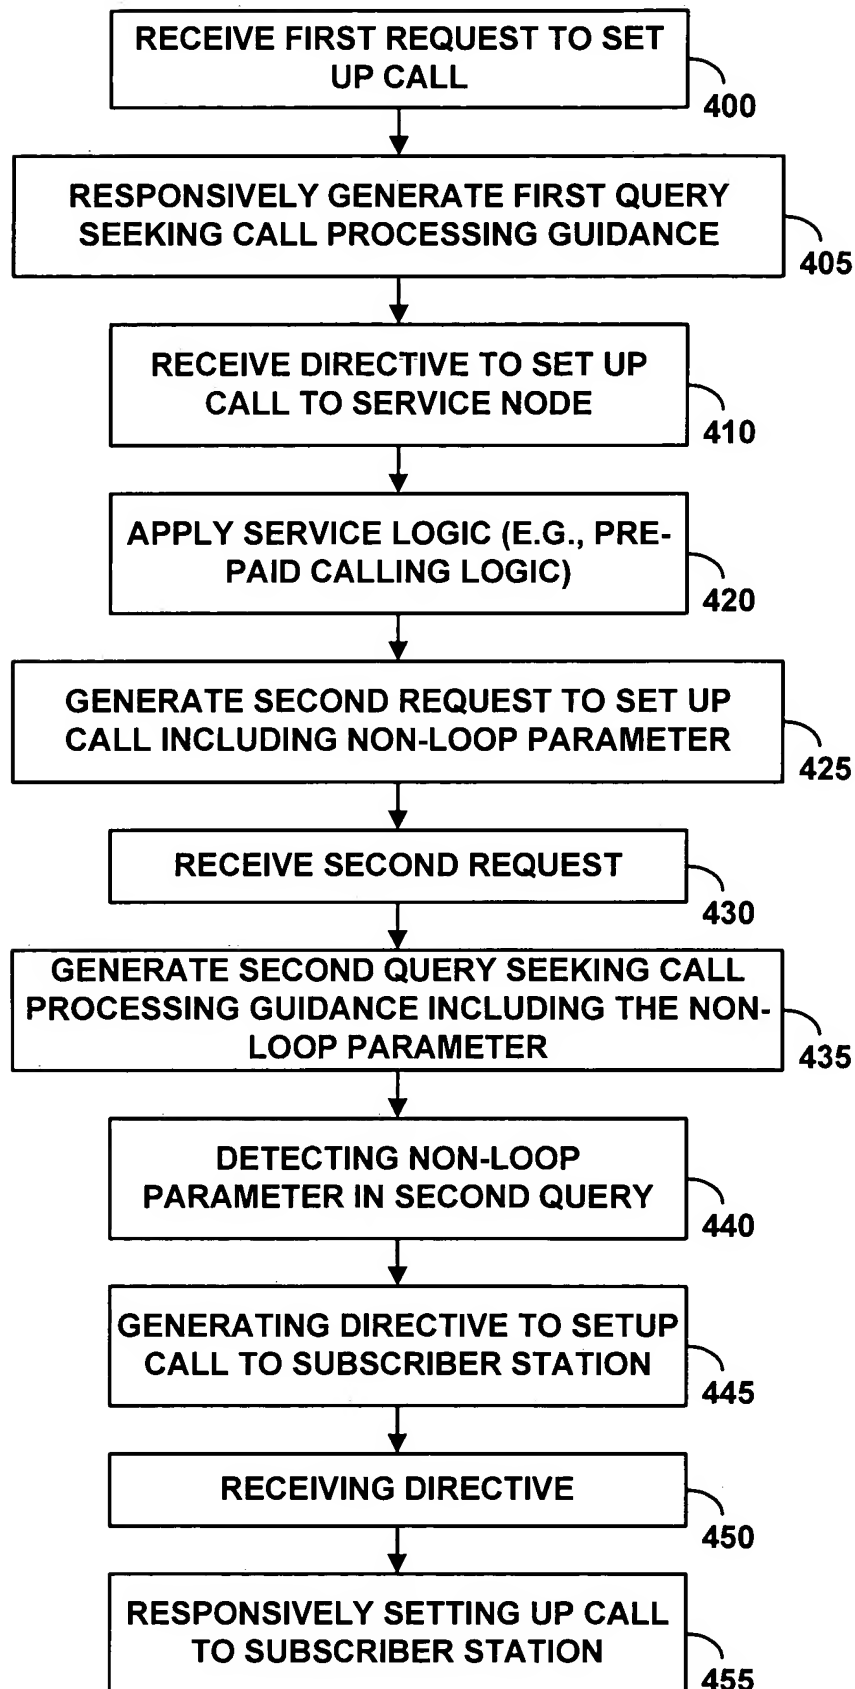 RECEIVE FIRST REQUEST TO SET
UP CALL
400
RESPONSIVELY GENERATE FIRST QUERY
SEEKING CALL PROCESSING GUIDANCE
405
RECEIVE DIRECTIVE TO SET UP
CALL TO SERVICE NODE
410
APPLY SERVICE LOGIC (E.G., PRE-
PAID CALLING LOGIC)
420
GENERATE SECOND REQUEST TO SET UP
CALL INCLUDING NON-LOOP PARAMETER
425
RECEIVE SECOND REQUEST
430
GENERATE SECOND QUERY SEEKING CALL
PROCESSING GUIDANCE INCLUDING THE NON-
LOOP PARAMETER
435
DETECTING NON-LOOP
PARAMETER IN SECOND QUERY
440
GENERATING DIRECTIVE TO SETUP
CALL TO SUBSCRIBER STATION
445
RECEIVING DIRECTIVE
450
RESPONSIVELY SETTING UP CALL
TO SUBSCRIBER STATION
455